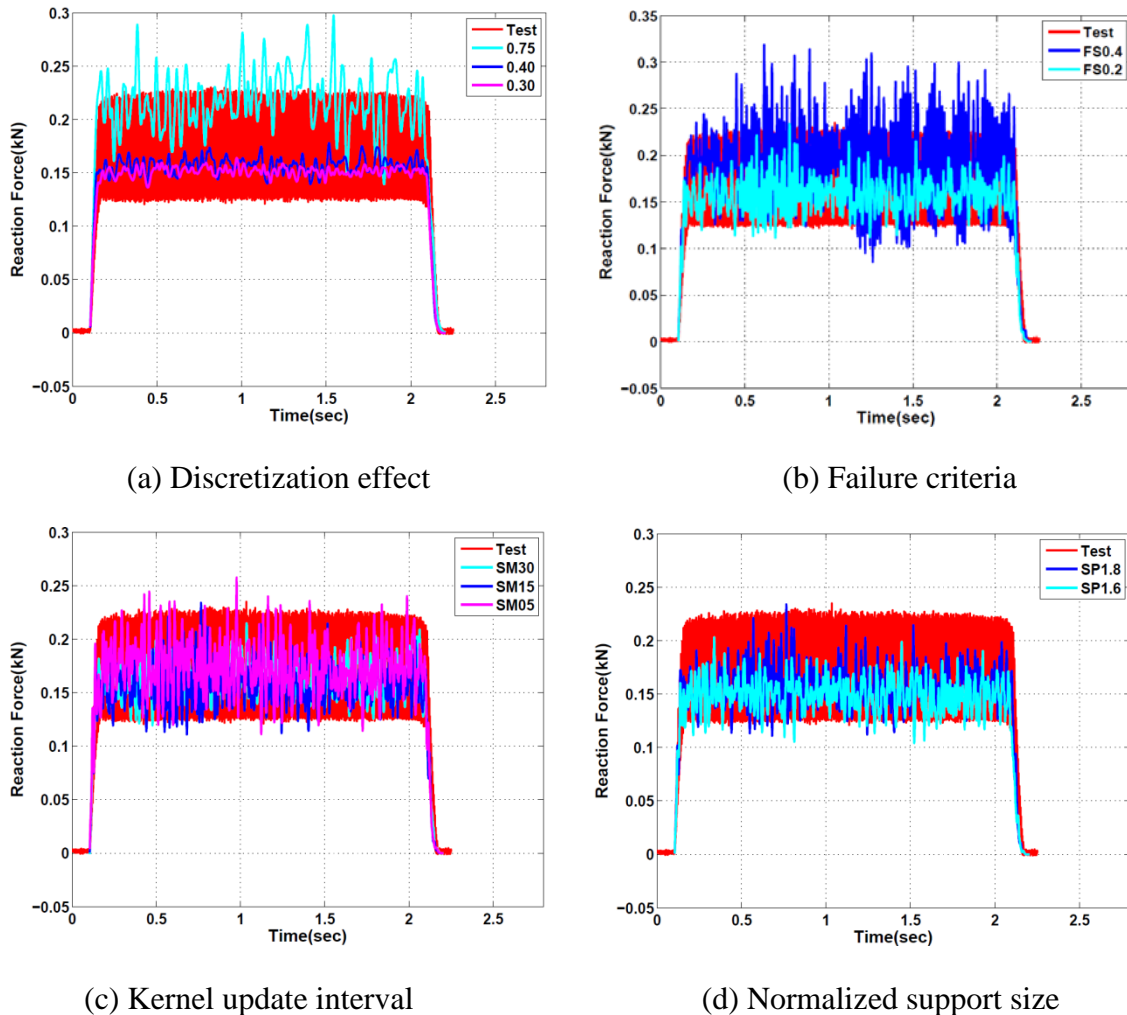 0.3
Test
0.75
0.40
0.30
0.25
0.2
0.15
0.1
0.05
0
−0.05
0 0.5 1 1.5 2 2.5
Reaction Force(kN)
Time(sec)
(a) Discretization effect
0.35
Test
FS0.4
FS0.2
0.3
0.25
0.2
0.15
0.1
0.05
0
−0.05
0 0.5 1 1.5 2 2.5
Reaction Force(kN)
Time(sec)
(b) Failure criteria
0.3
Test
SM30
SM15
SM05
0.25
0.2
0.15
0.1
0.05
0
−0.05
0 0.5 1 1.5 2 2.5
Reaction Force(kN)
Time(sec)
(c) Kernel update interval
0.3
Test
SP1.8
SP1.6
0.25
0.2
0.15
0.1
0.05
0
−0.05
0 0.5 1 1.5 2 2.5
Reaction Force(kN)
Time(sec)
(d) Normalized support size